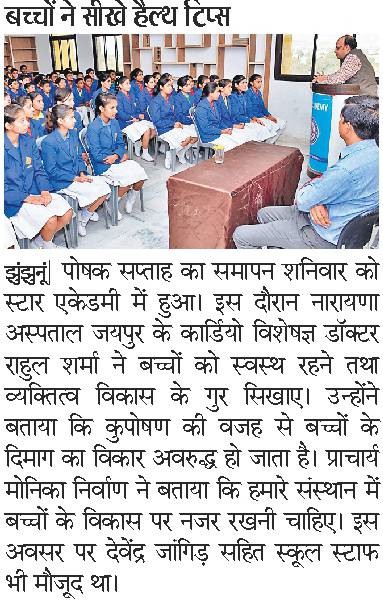 बच्चों ने सीखे हैल्थ टिप्स
DEMY
झुंझुनूं| पोषक सप्ताह का समापन शनिवार को
स्टार एकेडमी में हुआ। इस दौरान नारायणा
अस्पताल जयपुर के कार्डियो विशेषज्ञ डॉक्टर
राहुल शर्मा ने बच्चों को स्वस्थ रहने तथा
व्यक्तित्व विकास के गुर सिखाए। उन्होंने
बताया कि कुपोषण की वजह से बच्चों के
दिमाग का विकार अवरुद्ध हो जाता है। प्राचार्य
मोनिका निर्वाण ने बताया कि हमारे संस्थान में
बच्चों के विकास पर नजर रखनी चाहिए। इस
अवसर पर देवेंद्र जांगिड़ सहित स्कूल स्टाफ
भी मौजूद था।